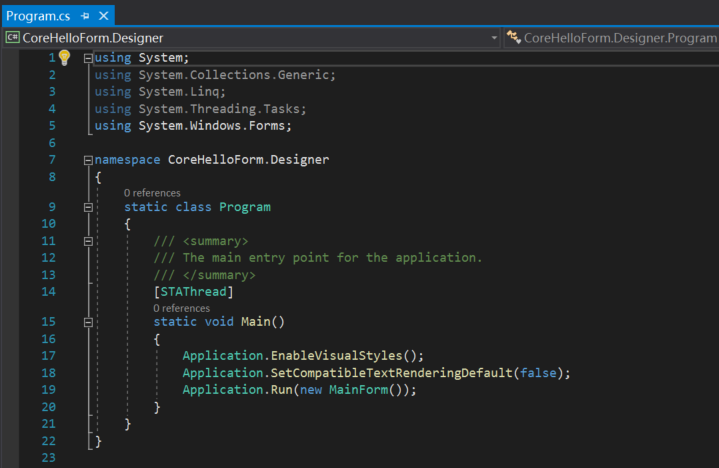 Program.cs
C# CoreHelloForm.Designer
CoreHelloForm.Designer.Program
1 using System;
2 using System.Collections.Generic;
3 using System.Linq;
4 using System.Threading.Tasks;
5 using System.Windows.Forms;
6
7 namespace CoreHelloForm.Designer
8 {
0 references
9 static class Program
10 {
11 /// <summary>
12 /// The main entry point for the application.
13 /// </summary>
14 [STAThread]
0 references
15 static void Main()
16 {
17 Application.EnableVisualStyles();
18 Application.SetCompatibleTextRenderingDefault(false);
19 Application.Run(new MainForm());
20 }
21 }
22 }
23